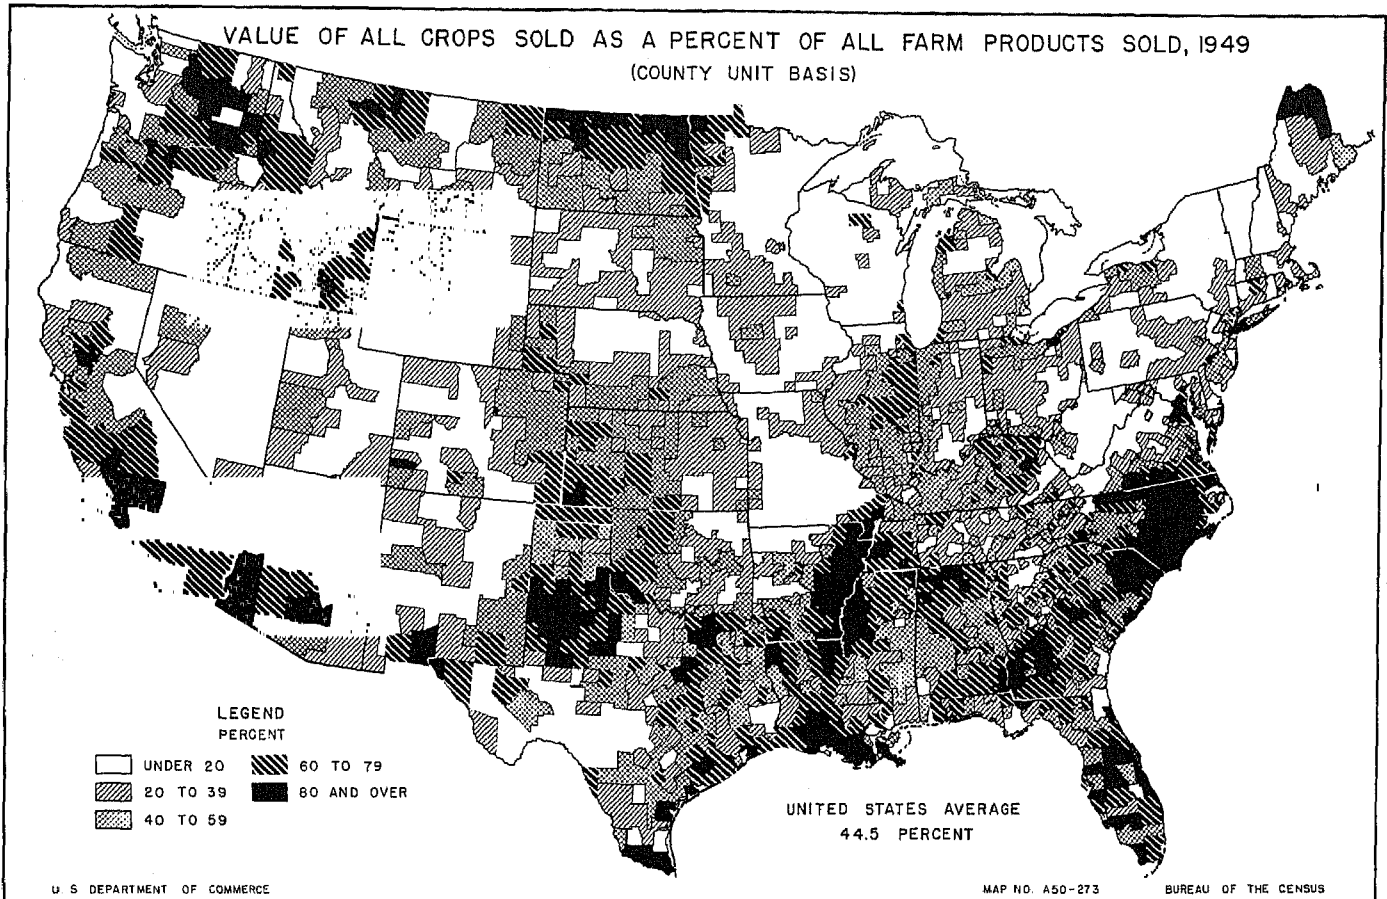 VALUE OF ALL CROPS SOLD AS A PERCENT OF ALL FARM PRODUCTS SOLD, 1949
(COUNTY UNIT BASIS)
LEGEND
PERCENT
UNDER 20
60 TO 79
20 TO 39
80 AND OVER
40 TO 59
UNITED STATES AVERAGE
44.5 PERCENT
U S DEPARTMENT OF COMMERCE
MAP NO. A50-273
BUREAU OF THE CENSUS